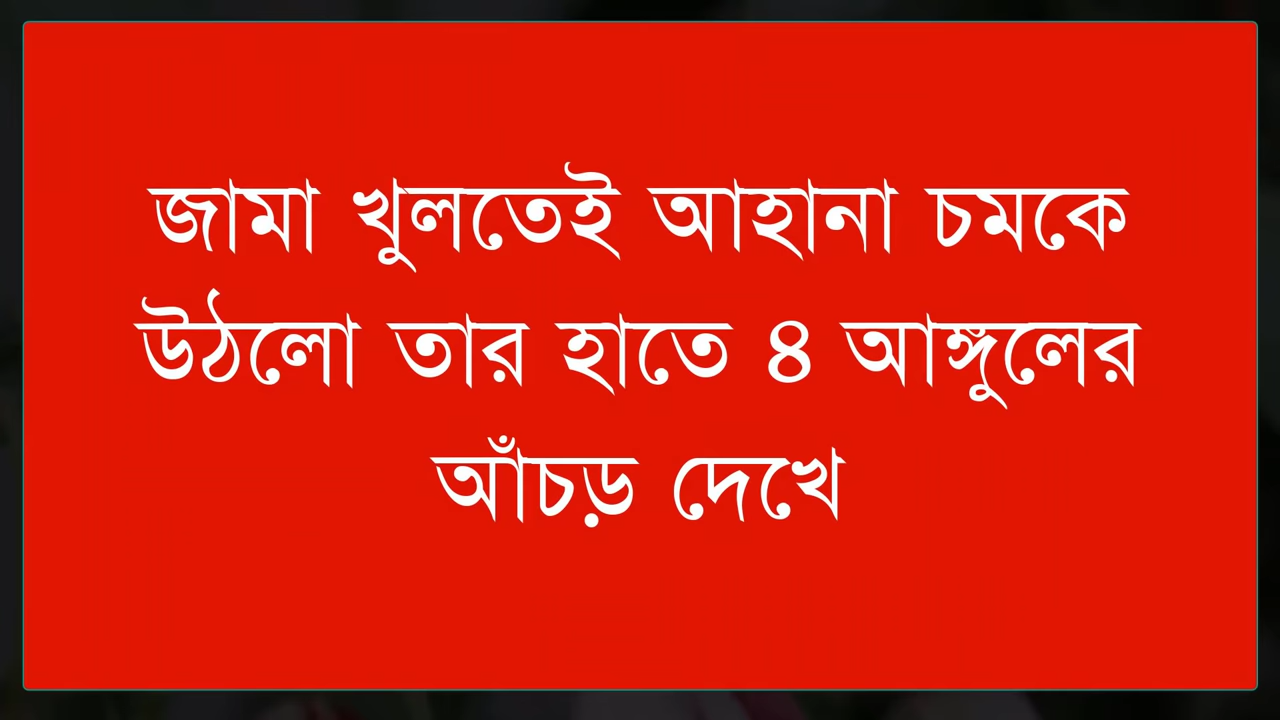 জামা খুলতেই আহানা চমকে
উঠলো তার হাতে ৪ আঙ্গুলের
আঁচড় দেখে